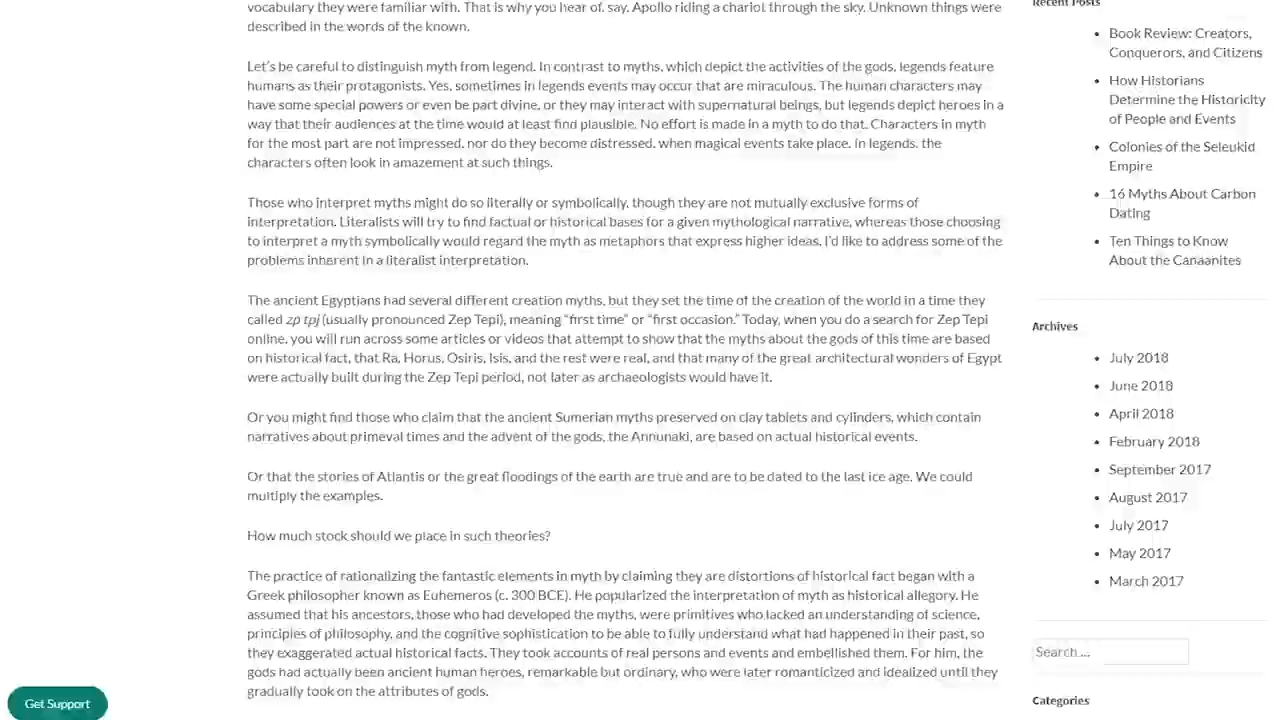 vocabulary they were familiar with. That is why you hear of, say, Apollo riding a chariot through the sky. Unknown things were
described in the words of the known.
Let's be careful to distinguish myth from legend. In contrast to myths, which depict the activities of the gods, legends feature
humans as their protagonists. Yes, sometimes in legends events may occur that are miraculous. The human characters may
have some special powers or even be part divine, or they may interact with supernatural beings, but legends depict heroes in a
way that their audiences at the time would at least find plausible. No effort is made in a myth to do that. Characters in myth
for the most part are not impressed, nor do they become distressed, when magical events take place. In legends, the
characters often look in amazement at such things.
Those who interpret myths might do so literally or symbolically, though they are not mutually exclusive forms of
interpretation. Literalists will try to find factual or historical bases for a given mythological narrative, whereas those choosing
to interpret a myth symbolically would regard the myth as metaphors that express higher ideas. I'd like to address some of the
problems inherent in a literalist interpretation.
The ancient Egyptians had several different creation myths, but they set the time of the creation of the world in a time they
called zp tpj (usually pronounced Zep Tepi), meaning "first time" or "first occasion." Today, when you do a search for Zep Tepi
online, you will run across some articles or videos that attempt to show that the myths about the gods of this time are based
on historical fact, that Ra, Horus, Osiris, Isis, and the rest were real, and that many of the great architectural wonders of Egypt
were actually built during the Zep Tepi period, not later as archaeologists would have it.
Or you might find those who claim that the ancient Sumerian myths preserved on clay tablets and cylinders, which contain
narratives about primeval times and the advent of the gods, the Annunaki, are based on actual historical events.
Or that the stories of Atlantis or the great floodings of the earth are true and are to be dated to the last ice age. We could
multiply the examples.
How much stock should we place in such theories?
The practice of rationalizing the fantastic elements in myth by claiming they are distortions of historical fact began with a
Greek philosopher known as Euhemeros (c. 300 BCE). He popularized the interpretation of myth as historical allegory. He
assumed that his ancestors, those who had developed the myths, were primitives who lacked an understanding of science,
principles of philosophy, and the cognitive sophistication to be able to fully understand what had happened in their past, so
they exaggerated actual historical facts. They took accounts of real persons and events and embellished them. For him, the
gods had actually been ancient human heroes, remarkable but ordinary, who were later romanticized and idealized until they
gradually took on the attributes of gods.
Recent Posts
Book Review: Creators,
Conquerors, and Citizens
How Historians
Determine the Historicity
of People and Events
Colonies of the Seleukid
Empire
16 Myths About Carbon
Dating
Ten Things to Know
About the Canaanites
Archives
July 2018
June 2018
April 2018
February 2018
September 2017
August 2017
July 2017
May 2017
March 2017
Search ...
Categories
Get Support